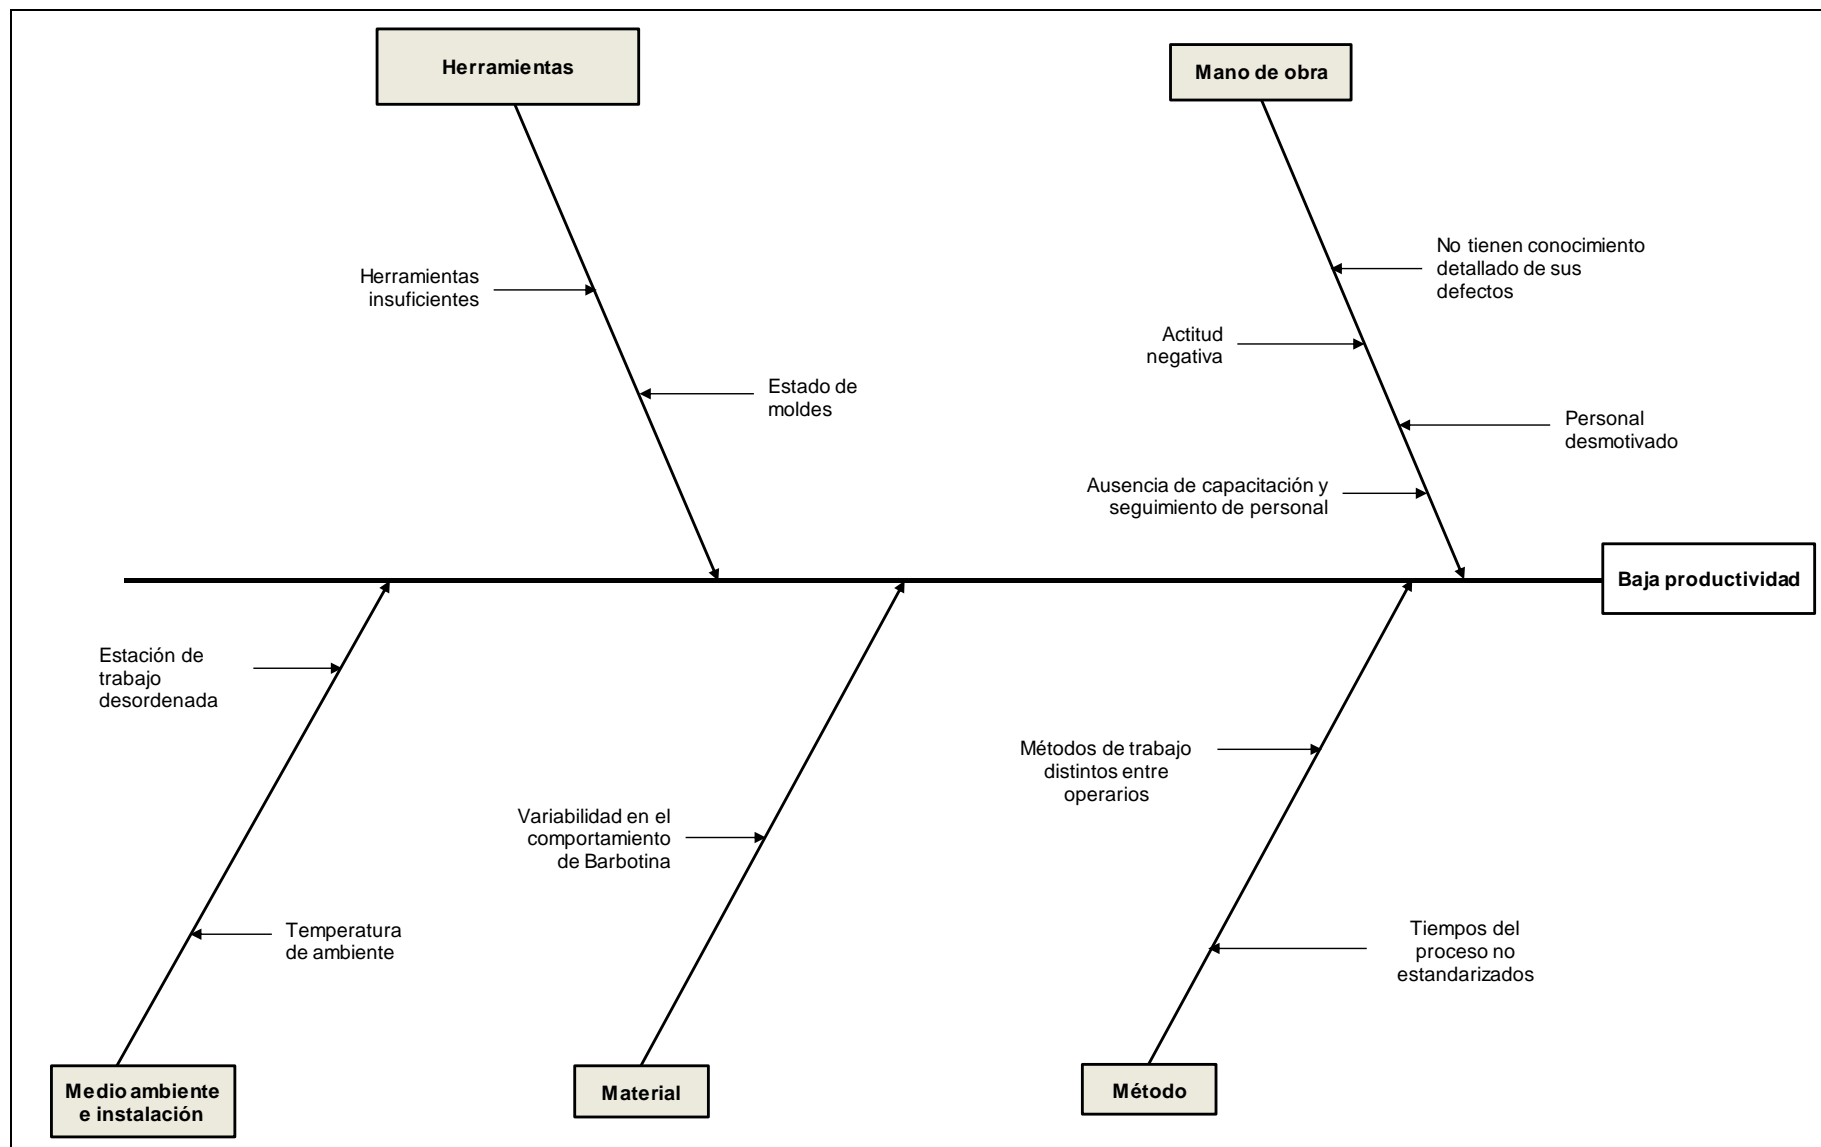 Herramientas
Mano de obra
Herramientas
insuficientes
Estado de
moldes
No tienen conocimiento
detallado de sus
defectos
Actitud
negativa
Personal
desmotivado
Ausencia de capacitación y
seguimiento de personal
Baja productividad
Estación de
trabajo
desordenada
Temperatura
de ambiente
Variabilidad en el
comportamiento
de Barbotina
Métodos de trabajo
distintos entre
operarios
Tiempos del
proceso no
estandarizados
Medio ambiente
e instalación
Material
Método